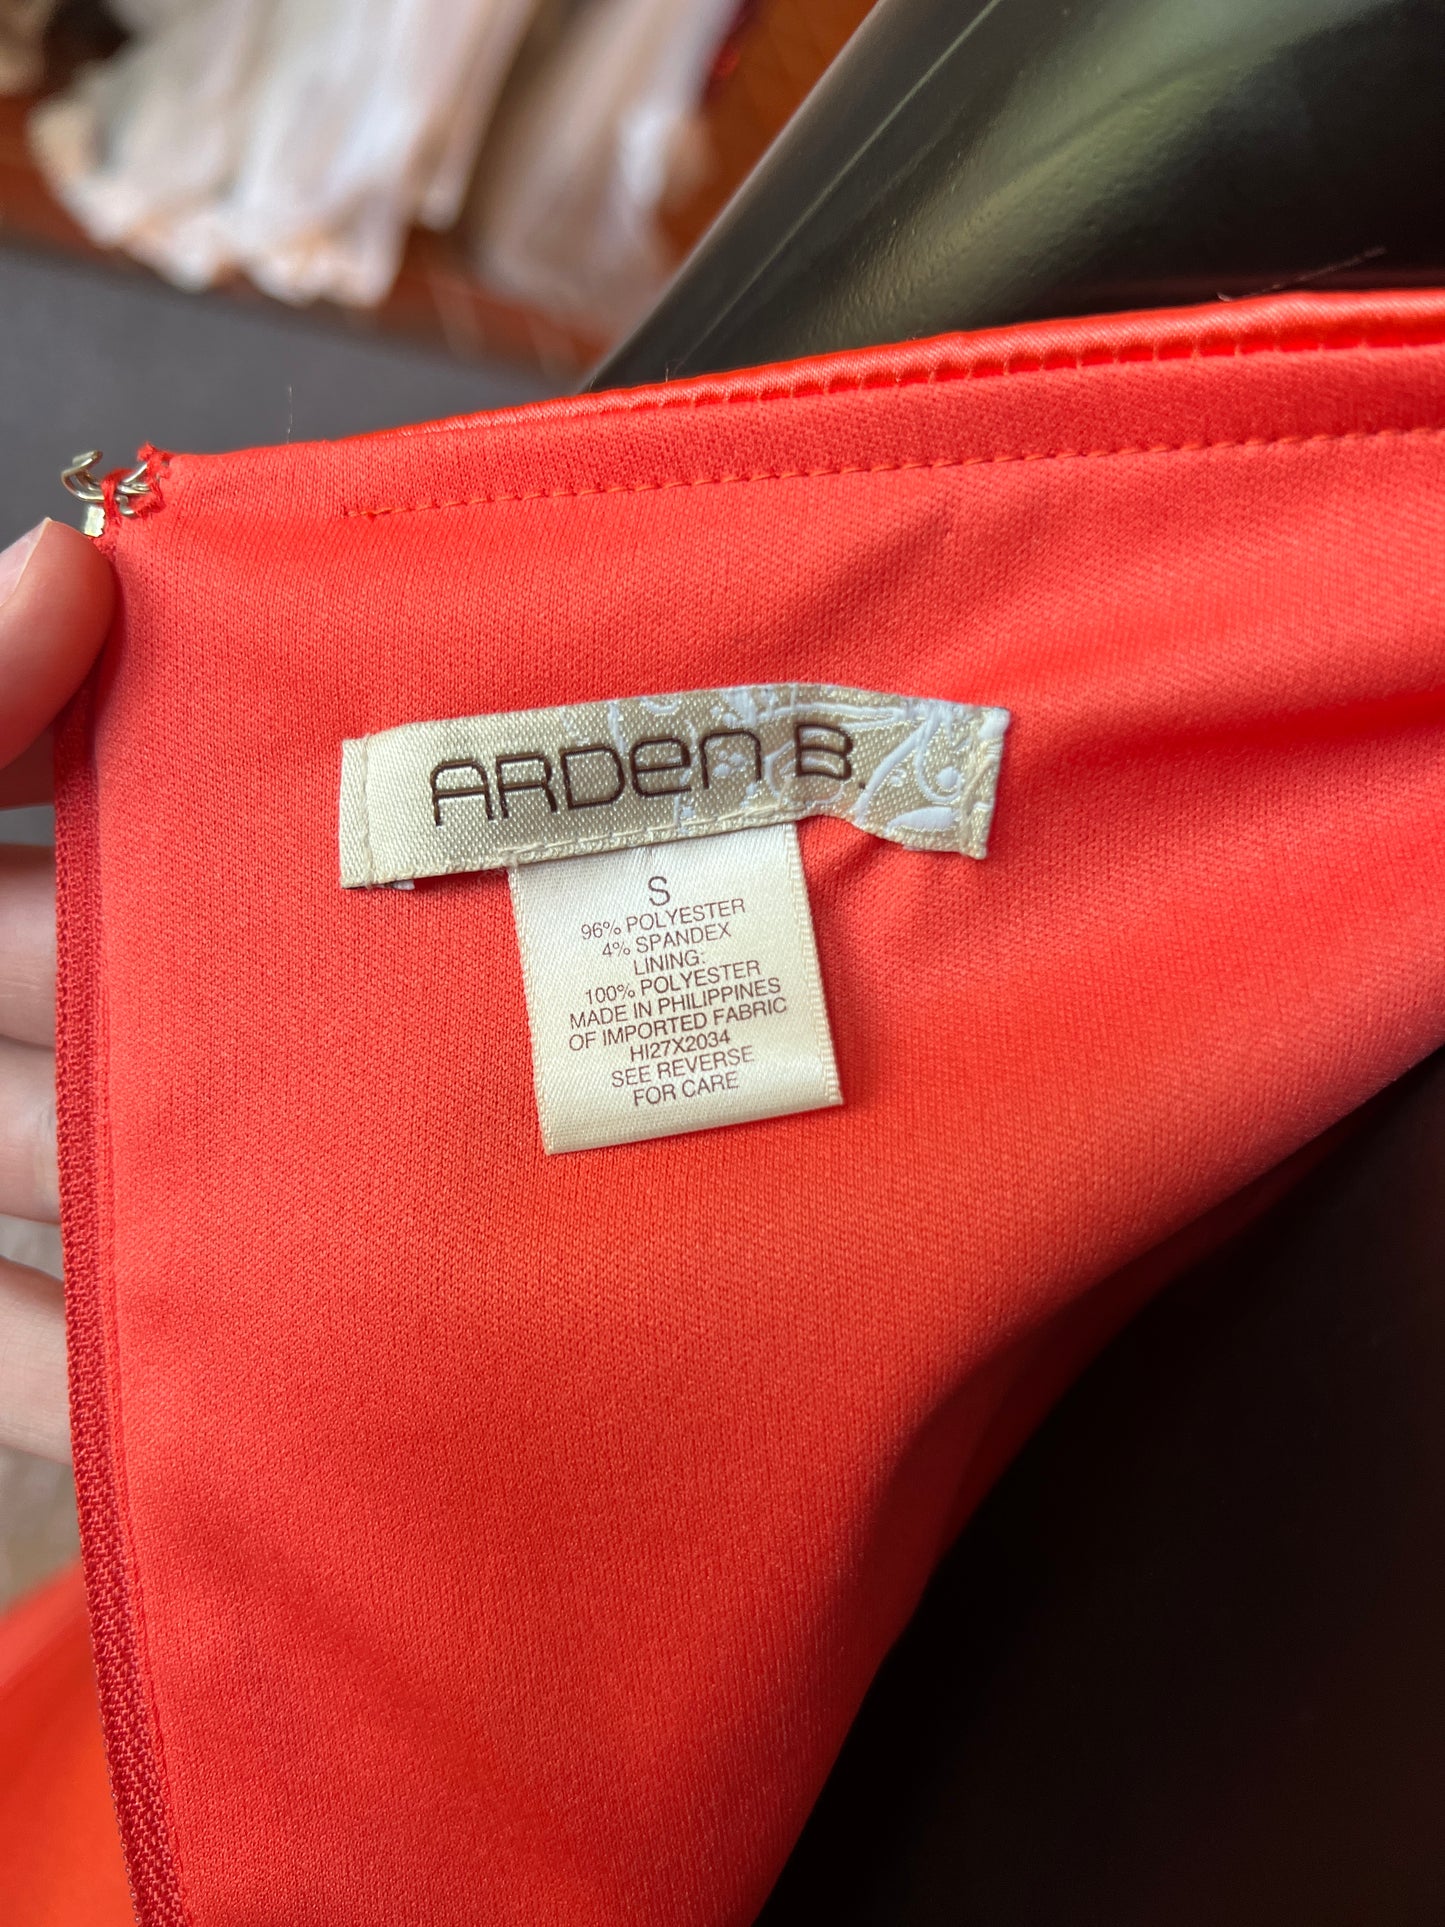 ARDEN B.
S
96% POLYESTER
4% SPANDEX
LINING:
100% POLYESTER
MADE IN PHILIPPINES
OF IMPORTED FABRIC
HI27X2034
SEE REVERSE
FOR CARE